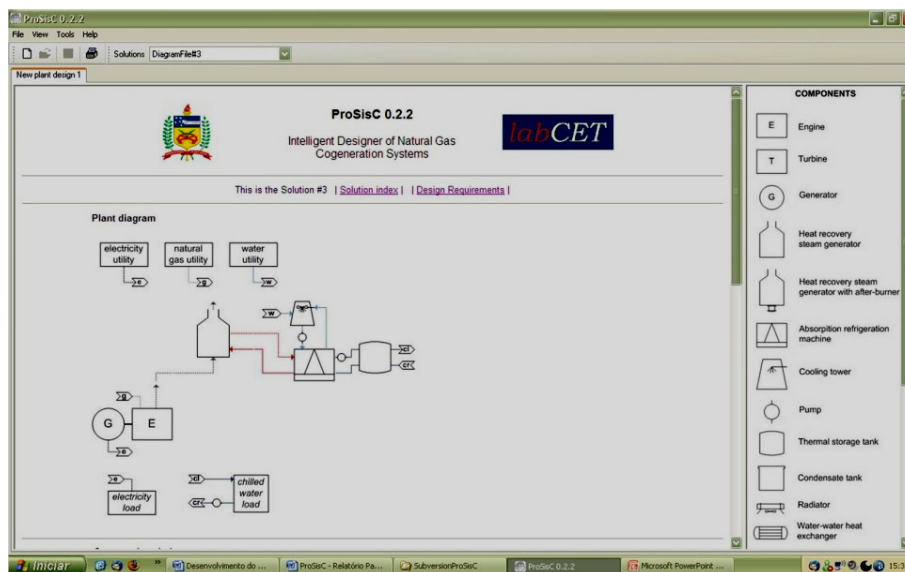 ProSisC 0.2.2
File View Tools Help
Solutions DiagramFile#3
New plant design 1
ProSisC 0.2.2
Intelligent Designer of Natural Gas
Cogeneration Systems
labCET
This is the Solution #3 | Solution index | | Design Requirements |
Plant diagram
electricity
utility
natural
gas utility
water
utility
e
g
w
w
cl
cr
g
G
E
e
e
electricity
load
cl
cr
chilled
water
load
COMPONENTS
E
Engine
T
Turbine
G
Generator
Heat recovery
steam generator
Heat recovery steam
generator with after-burner
Absorpition refrigeration
machine
Cooling tower
Pump
Thermal storage tank
Condensate tank
Radiator
Water-water heat
exchanger
Iniciar
Desenvolvimento do ...
ProSisC - Relatório Pa...
SubversionProSisC
ProSisC 0.2.2
Microsoft PowerPoint ...